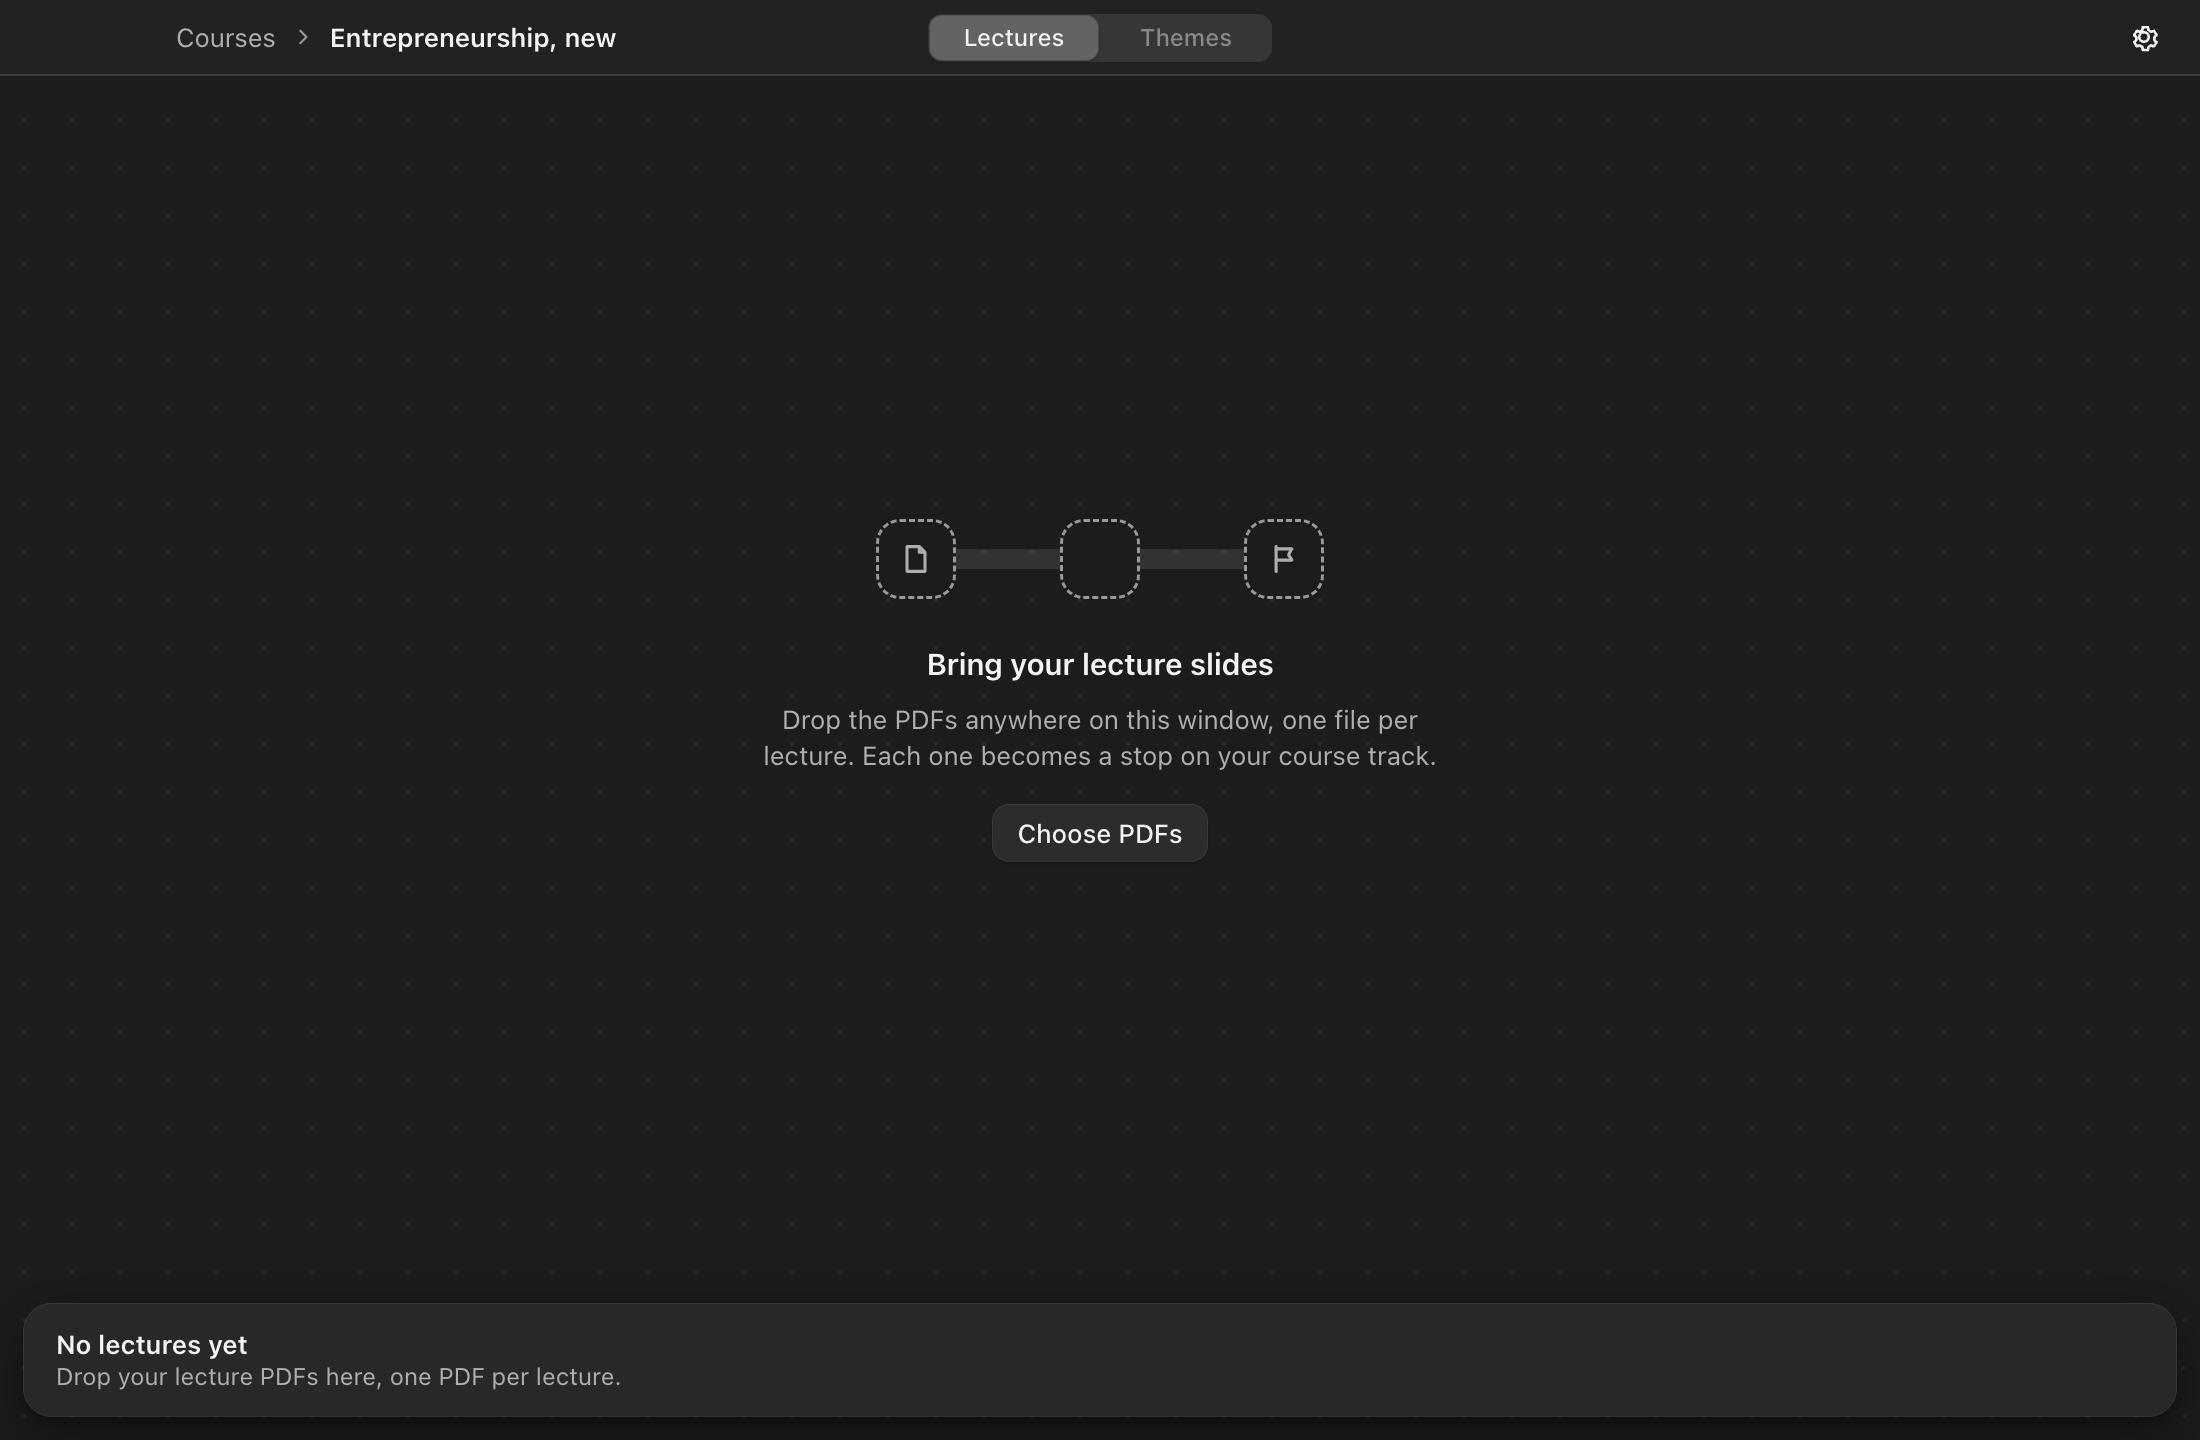 Courses > Entrepreneurship, new
Lectures
Themes
Bring your lecture slides
Drop the PDFs anywhere on this window, one file per
lecture. Each one becomes a stop on your course track.
Choose PDFs
No lectures yet
Drop your lecture PDFs here, one PDF per lecture.